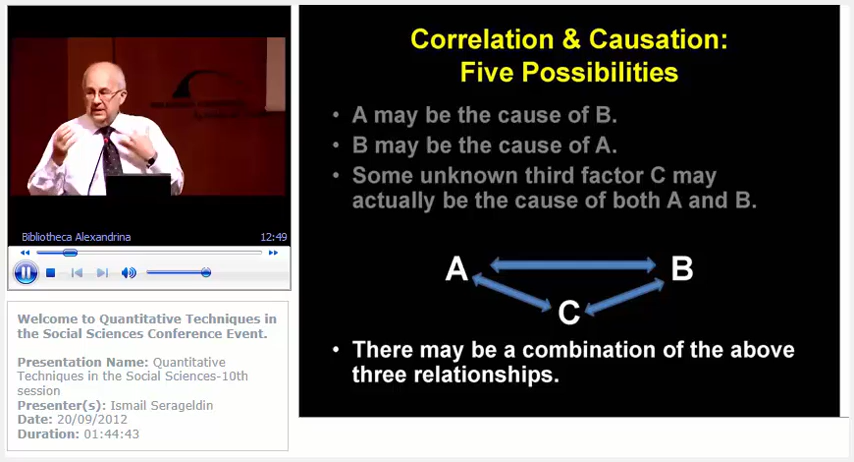 Bibliotheca Alexandrina
12:49
Welcome to Quantitative Techniques in
the Social Sciences Conference Event.
Presentation Name: Quantitative
Techniques in the Social Sciences-10th
session
Presenter(s): Ismail Serageldin
Date: 20/09/2012
Duration: 01:44:43
Correlation & Causation:
Five Possibilities
• A may be the cause of B.
• B may be the cause of A.
• Some unknown third factor C may
actually be the cause of both A and B.
A
B
C
• There may be a combination of the above
three relationships.